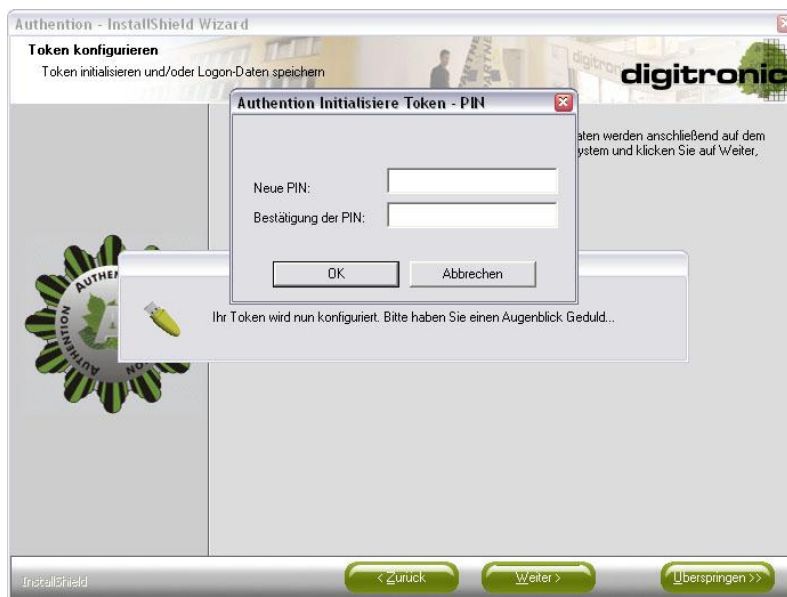 Authention - InstallShield Wizard
Token konfigurieren
Token initialisieren und/oder Logon-Daten speichern
digitronic
Authention Initialisiere Token - PIN
aten werden anschließend auf dem
ystem und klicken Sie auf Weiter,
Neue PIN:
Bestätigung der PIN:
OK Abbrechen
Ihr Token wird nun konfiguriert. Bitte haben Sie einen Augenblick Geduld...
AUTHENTION
InstallShield
< Zurück Weiter > Überspringen >>